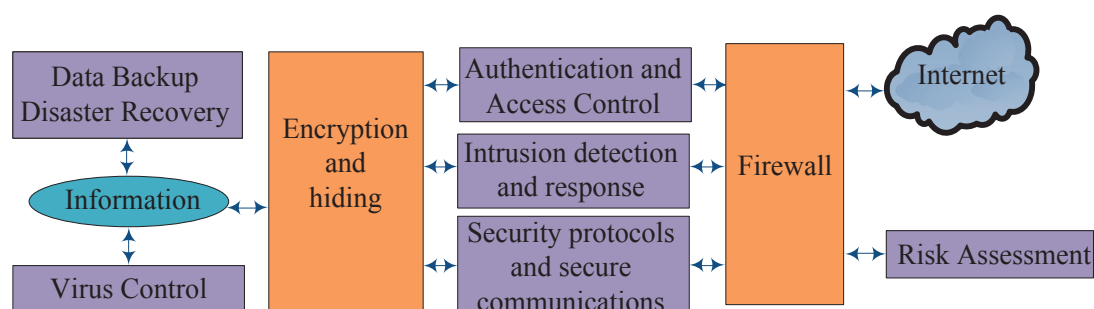 Data Backup
Disaster Recovery
Information
Virus Control
Encryption
and
hiding
Authentication and
Access Control
Intrusion detection
and response
Security protocols
and secure
communications
Firewall
Internet
Risk Assessment